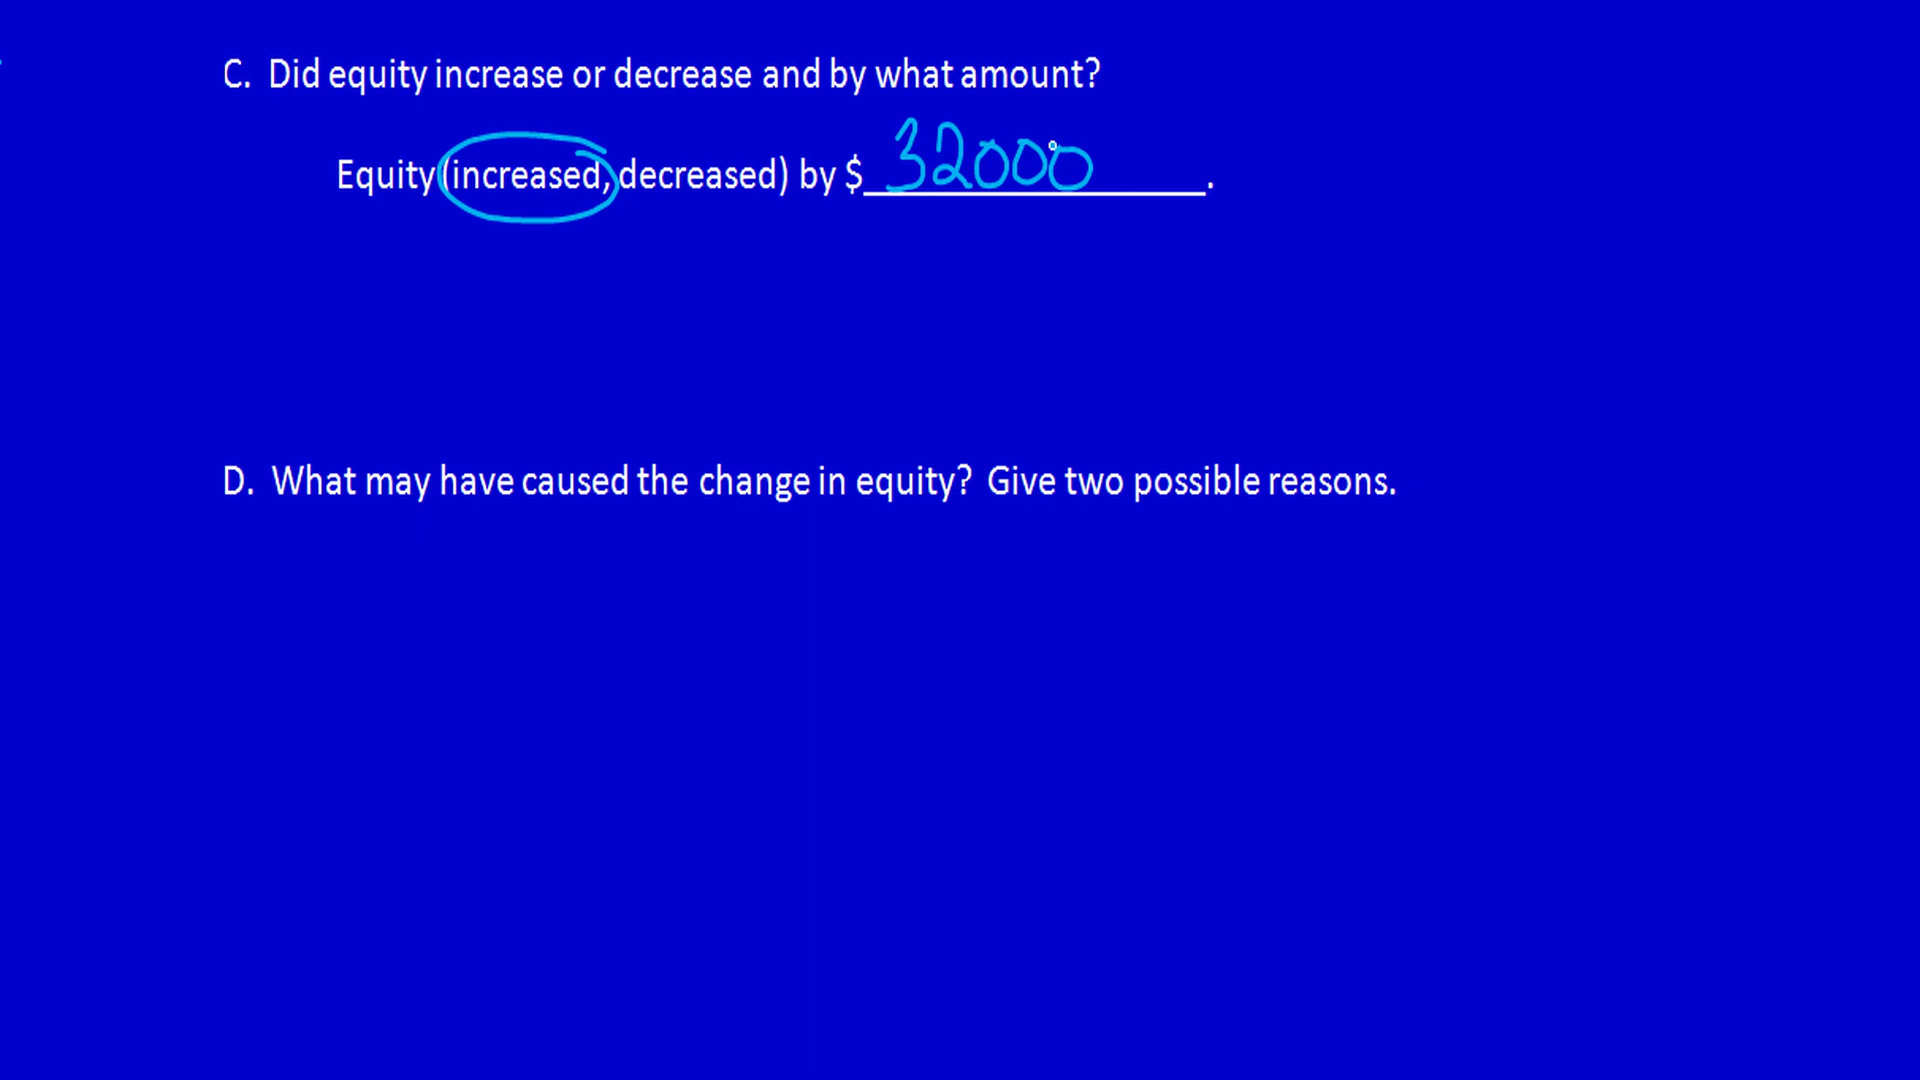 C. Did equity increase or decrease and by what amount?
Equity (increased, decreased) by $ 32000.
D. What may have caused the change in equity? Give two possible reasons.